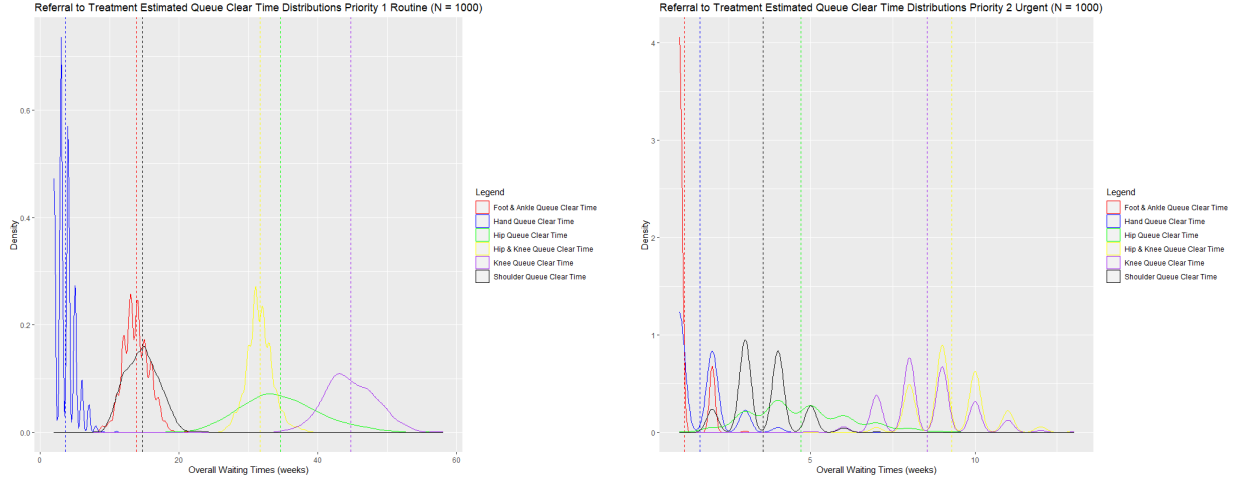 Referral to Treatment Estimated Queue Clear Time Distributions Priority 1 Routine (N = 1000)
0.6
0.4
0.2
0.0
Density
0
20
40
60
Overall Waiting Times (weeks)
Legend
Foot & Ankle Queue Clear Time
Hand Queue Clear Time
Hip Queue Clear Time
Hip & Knee Queue Clear Time
Knee Queue Clear Time
Shoulder Queue Clear Time
Referral to Treatment Estimated Queue Clear Time Distributions Priority 2 Urgent (N = 1000)
4
3
2
1
0
Density
5
10
Overall Waiting Times (weeks)
Legend
Foot & Ankle Queue Clear Time
Hand Queue Clear Time
Hip Queue Clear Time
Hip & Knee Queue Clear Time
Knee Queue Clear Time
Shoulder Queue Clear Time